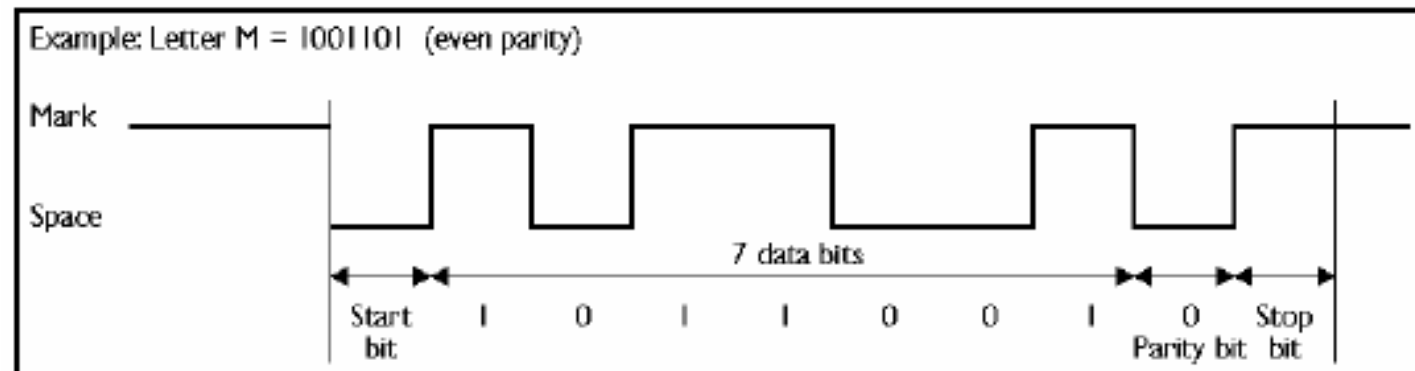 Example: Letter M = 1001101 (even parity)
Mark
Space
7 data bits
Start bit
1 0 1 1 0 0 1 0
Parity bit
Stop bit